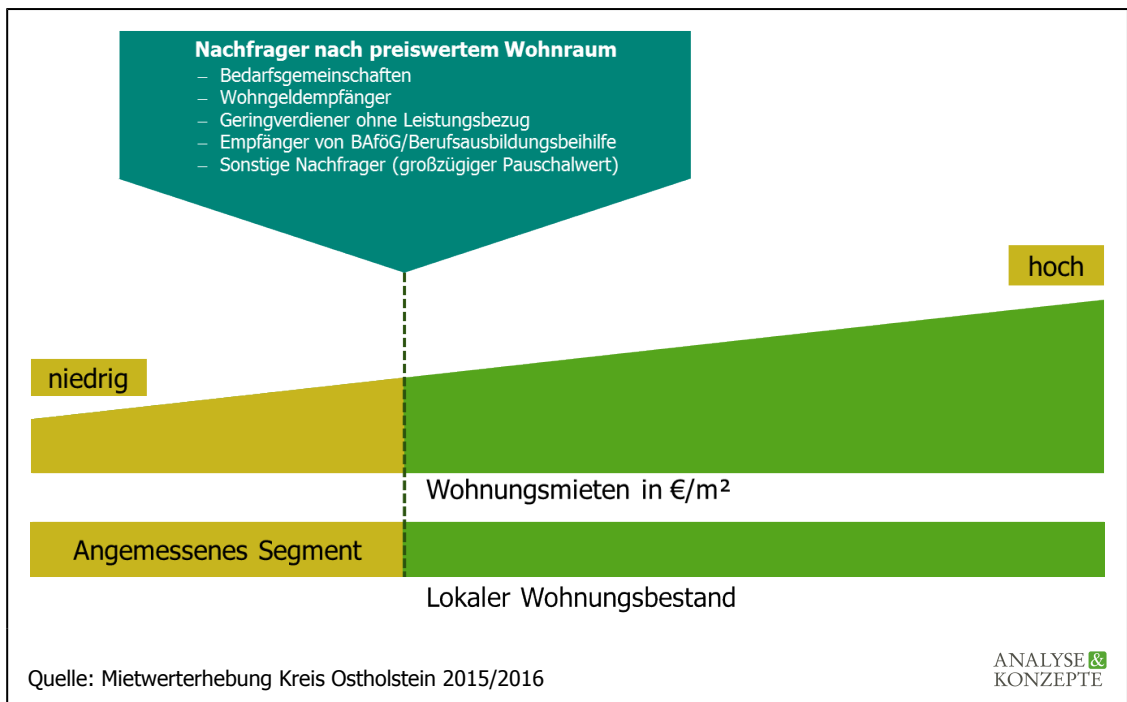 Nachfrager nach preiswertem Wohnraum
– Bedarfsgemeinschaften
– Wohngeldempfänger
– Geringverdiener ohne Leistungsbezug
– Empfänger von BAföG/Berufsausbildungsbeihilfe
– Sonstige Nachfrager (großzügiger Pauschalwert)
hoch
niedrig
Wohnungsmieten in €/m²
Angemessenes Segment
Lokaler Wohnungsbestand
Quelle: Mietwerterhebung Kreis Ostholstein 2015/2016
ANALYSE &
KONZEPTE